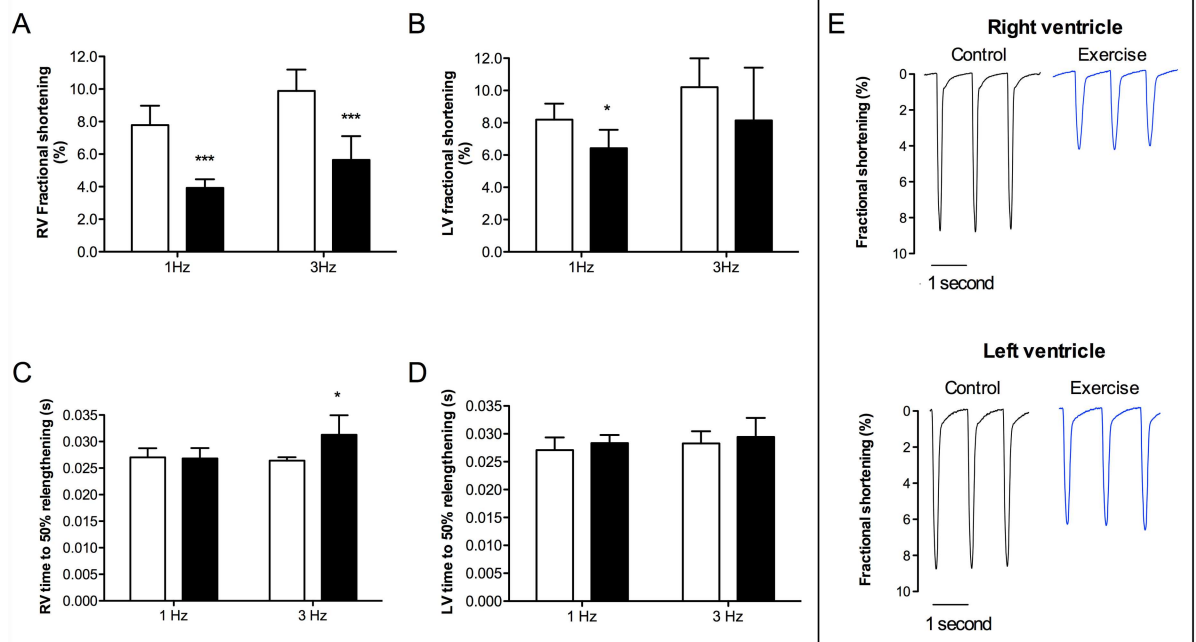 A
RV Fractional shortening
(%)
12.0
10.0
8.0
6.0
4.0
2.0
0.0
***
***
1Hz
3Hz
B
LV fractional shortening
(%)
12.0
10.0
8.0
6.0
4.0
2.0
0.0
*
1Hz
3Hz
C
RV time to 50% relengthening (s)
0.035
0.030
0.025
0.020
0.015
0.010
0.005
0.000
*
1 Hz
3 Hz
D
LV time to 50% relengthening (s)
0.035
0.030
0.025
0.020
0.015
0.010
0.005
0.000
1 Hz
3 Hz
E
Right ventricle
Control Exercise
Fractional shortening (%)
0
2
4
6
8
10
1 second
Left ventricle
Control Exercise
Fractional shortening (%)
0
2
4
6
8
10
1 second